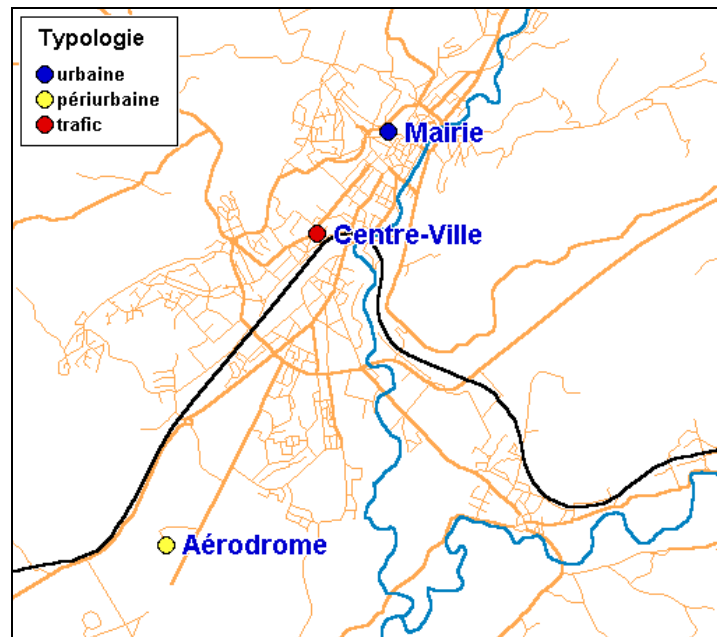 Typologie
urbaine
périurbaine
trafic
Mairie
Centre-Ville
Aérodrome